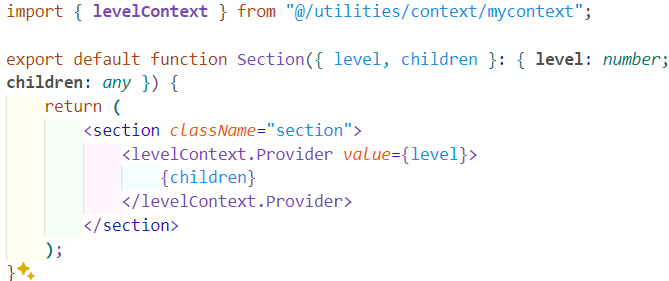 import { levelContext } from "@/utilities/context/mycontext";
export default function Section({ level, children }: { level: number;
children: any }) {
return (
<section className="section">
<levelContext.Provider value={level}>
{children}
</levelContext.Provider>
</section>
);
}